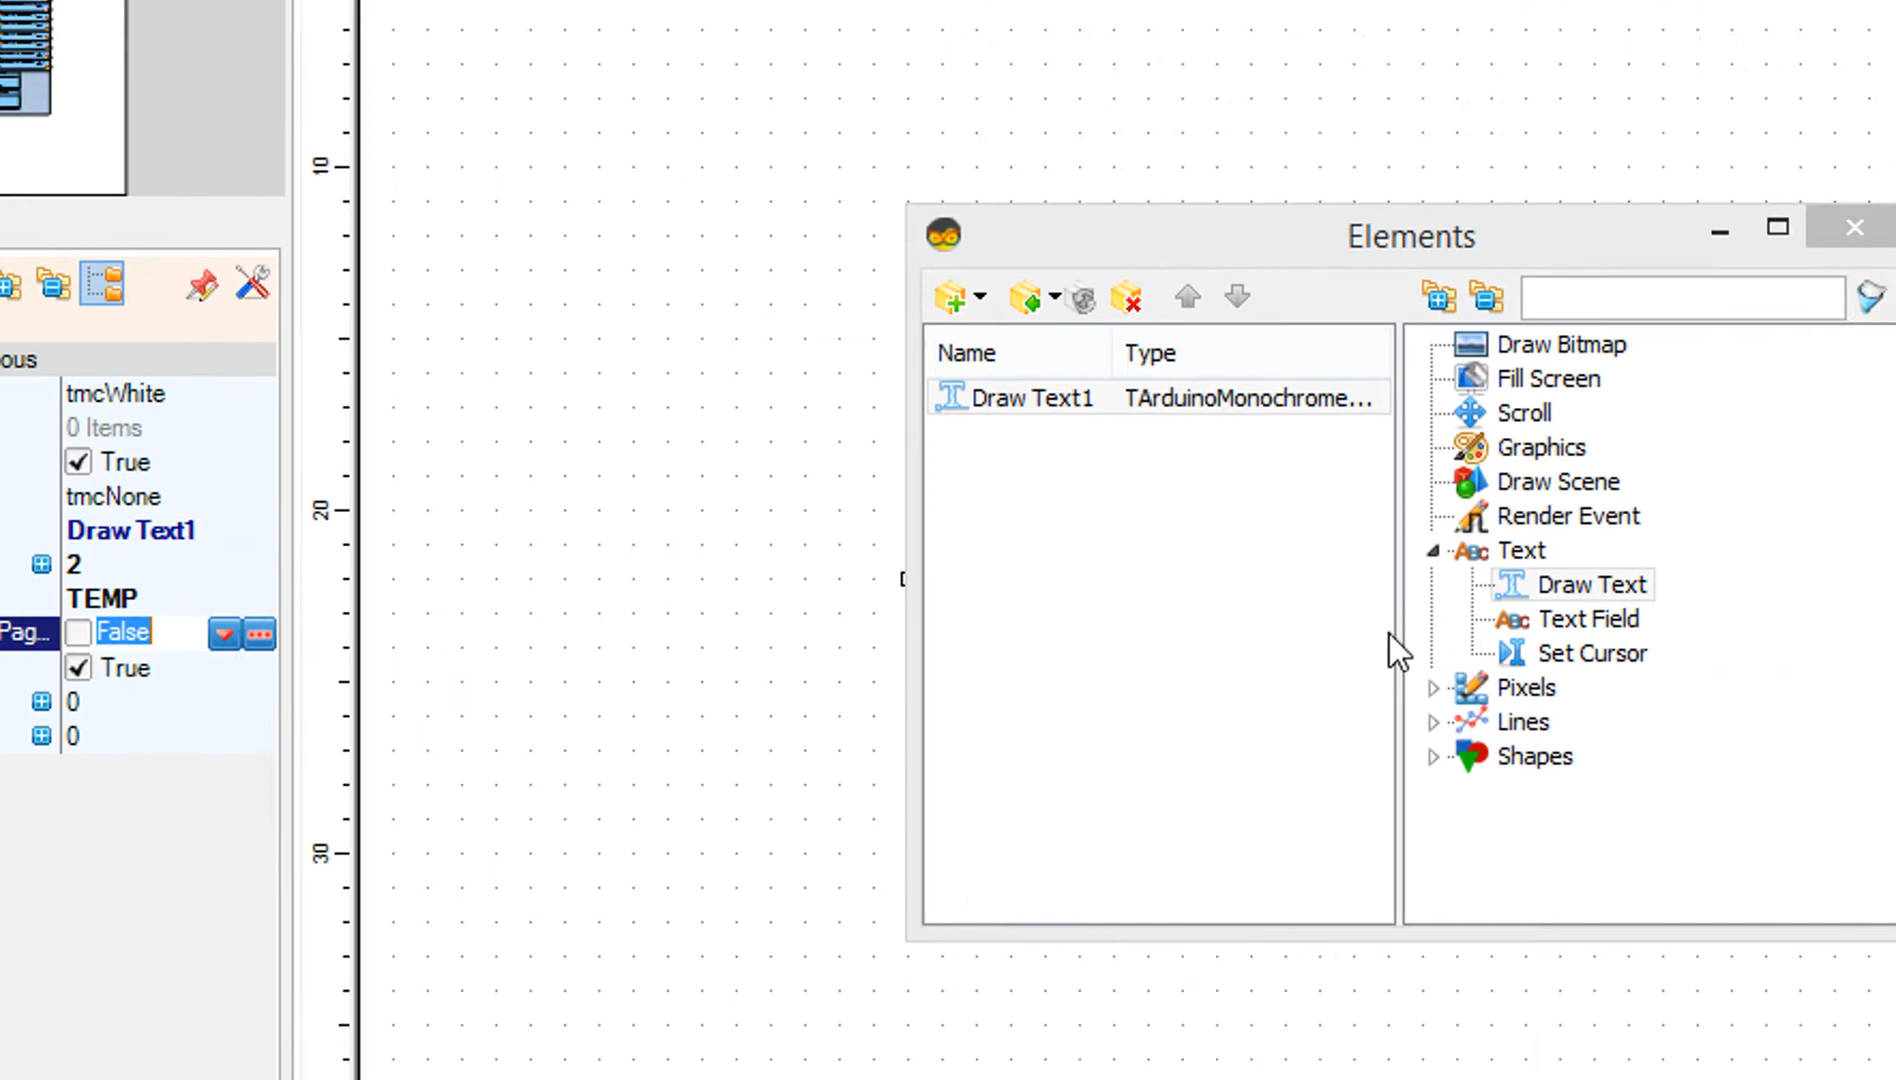 10
20
30
ous
tmcWhite
0 Items
True
tmcNone
Draw Text1
2
TEMP
Pag... False
True
0
0
Elements
Name Type
Draw Text1 TArduinoMonochrome...
Draw Bitmap
Fill Screen
Scroll
Graphics
Draw Scene
Render Event
Abc Text
Draw Text
Abc Text Field
Set Cursor
Pixels
Lines
Shapes